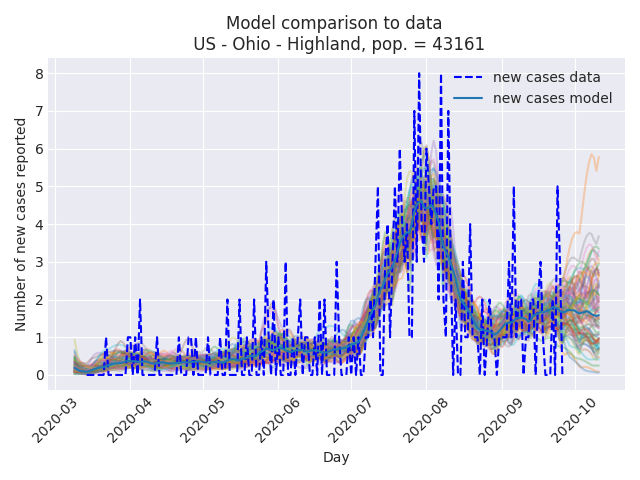 Model comparison to data
US - Ohio - Highland, pop. = 43161
new cases data
new cases model
Number of new cases reported
8
7
6
5
4
3
2
1
0
2020-03
2020-04
2020-05
2020-06
2020-07
2020-08
2020-09
2020-10
Day